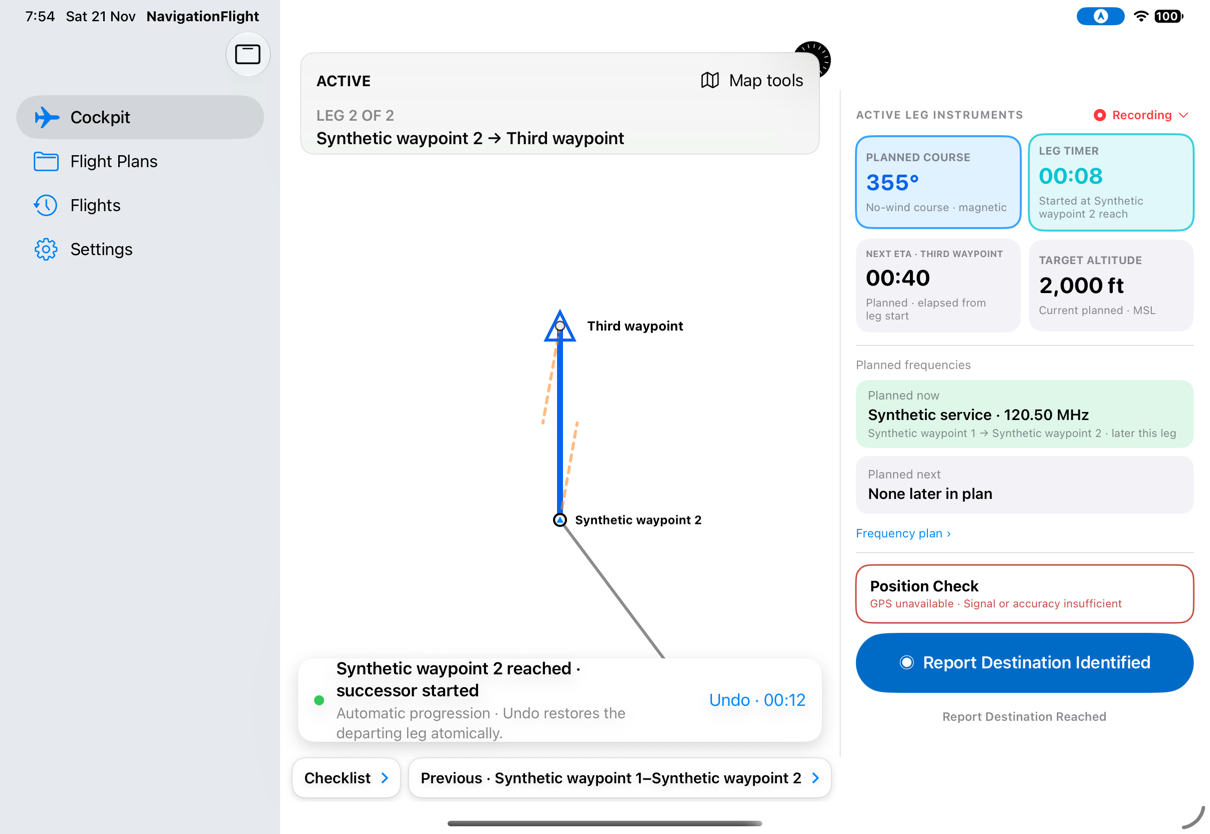 7:54 Sat 21 Nov NavigationFlight
100
Cockpit
Flight Plans
Flights
Settings
ACTIVE
Map tools
LEG 2 OF 2
Synthetic waypoint 2 → Third waypoint
Third waypoint
Synthetic waypoint 2
Synthetic waypoint 2 reached ·
successor started
Automatic progression · Undo restores the
departing leg atomically.
Undo · 00:12
Checklist
Previous · Synthetic waypoint 1–Synthetic waypoint 2
ACTIVE LEG INSTRUMENTS
Recording
PLANNED COURSE
355°
No-wind course · magnetic
LEG TIMER
00:08
Started at Synthetic
waypoint 2 reach
NEXT ETA · THIRD WAYPOINT
00:40
Planned · elapsed from
leg start
TARGET ALTITUDE
2,000 ft
Current planned · MSL
Planned frequencies
Planned now
Synthetic service · 120.50 MHz
Synthetic waypoint 1 → Synthetic waypoint 2 · later this leg
Planned next
None later in plan
Frequency plan ›
Position Check
GPS unavailable · Signal or accuracy insufficient
Report Destination Identified
Report Destination Reached